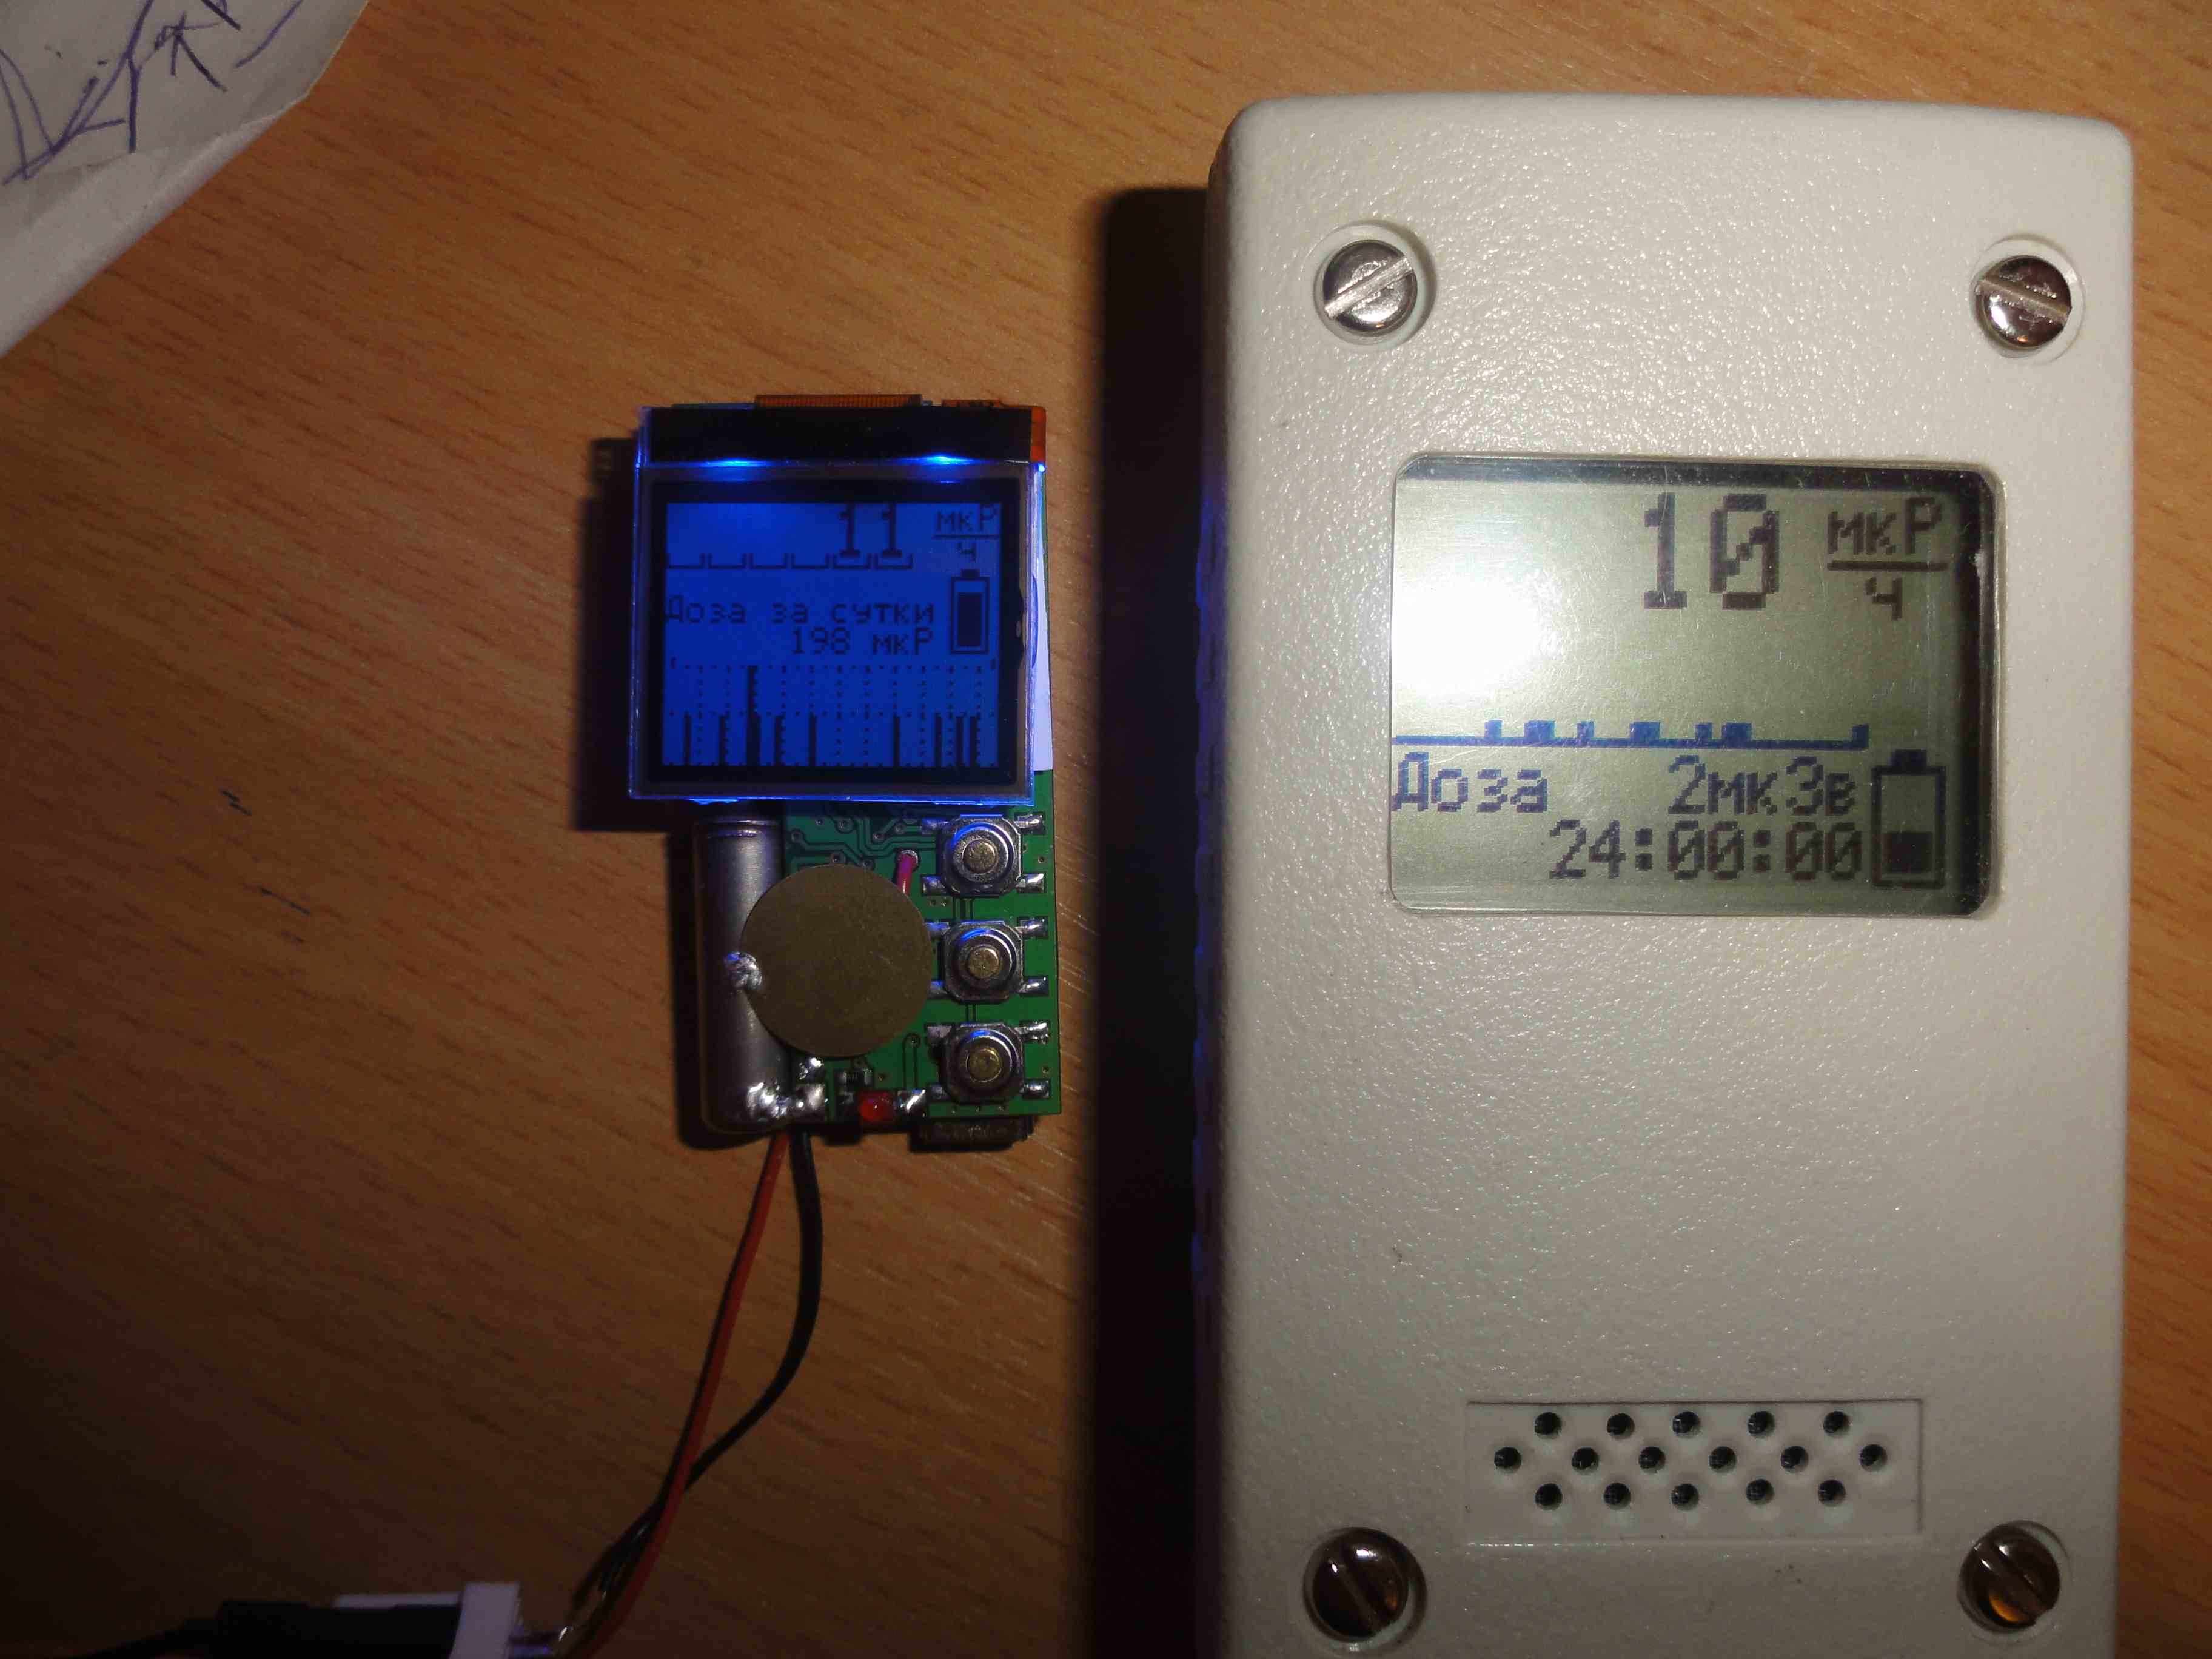 11 мкР
ч
Доза за сутки
198 мкР
10 мкР
ч
Доза 2мкЗв
24:00:00